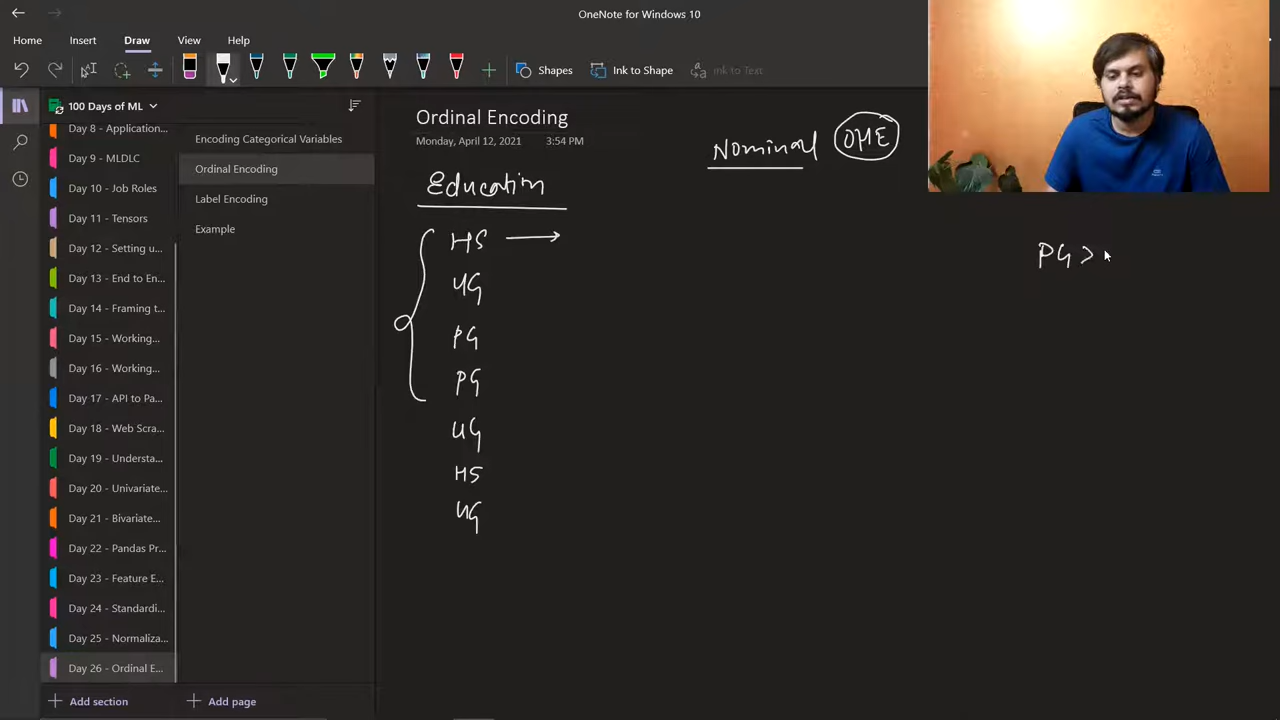 OneNote for Windows 10
Home Insert Draw View Help
Shapes Ink to Shape Ink to Text
100 Days of ML
Day 8 - Application...
Day 9 - MLDLC
Day 10 - Job Roles
Day 11 - Tensors
Day 12 - Setting u...
Day 13 - End to En...
Day 14 - Framing t...
Day 15 - Working...
Day 16 - Working...
Day 17 - API to Pa...
Day 18 - Web Scra...
Day 19 - Understa...
Day 20 - Univariate...
Day 21 - Bivariate...
Day 22 - Pandas Pr...
Day 23 - Feature E...
Day 24 - Standardi...
Day 25 - Normaliza...
Day 26 - Ordinal E...
Add section
Encoding Categorical Variables
Ordinal Encoding
Label Encoding
Example
Add page
Ordinal Encoding
Monday, April 12, 2021 3:54 PM
Nominal OHE
Education
HS
UG
PG
PG
UG
HS
UG
PG >